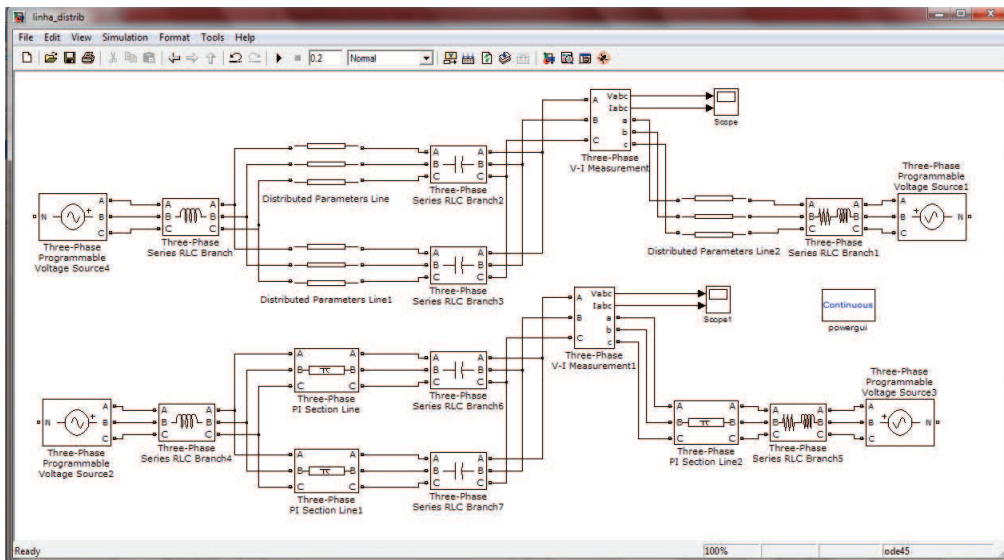 linha_distrib
File Edit View Simulation Format Tools Help
0.2 Normal
A
B
C
Vabc
Iabc
a
b
c
Scope
Three-Phase
V-I Measurement
N
A
B
C
Three-Phase
Programmable
Voltage Source4
A A
B B
C C
Three-Phase
Series RLC Branch
Distributed Parameters Line
A A
B B
C C
Three-Phase
Series RLC Branch2
Distributed Parameters Line1
A A
B B
C C
Three-Phase
Series RLC Branch3
Distributed Parameters Line2
A A
B B
C C
Three-Phase
Series RLC Branch1
Three-Phase
Programmable
Voltage Source1
A
B
C
N
Continuous
powergui
A
B
C
Vabc
Iabc
a
b
c
Scope1
Three-Phase
V-I Measurement1
N
A
B
C
Three-Phase
Programmable
Voltage Source2
A A
B B
C C
Three-Phase
Series RLC Branch4
A A
B π B
C C
Three-Phase
PI Section Line
A A
B B
C C
Three-Phase
Series RLC Branch6
A A
B π B
C C
Three-Phase
PI Section Line1
A A
B B
C C
Three-Phase
Series RLC Branch7
A A
B π B
C C
Three-Phase
PI Section Line2
A A
B B
C C
Three-Phase
Series RLC Branch5
Three-Phase
Programmable
Voltage Source3
A
B
C
N
Ready 100% ode45